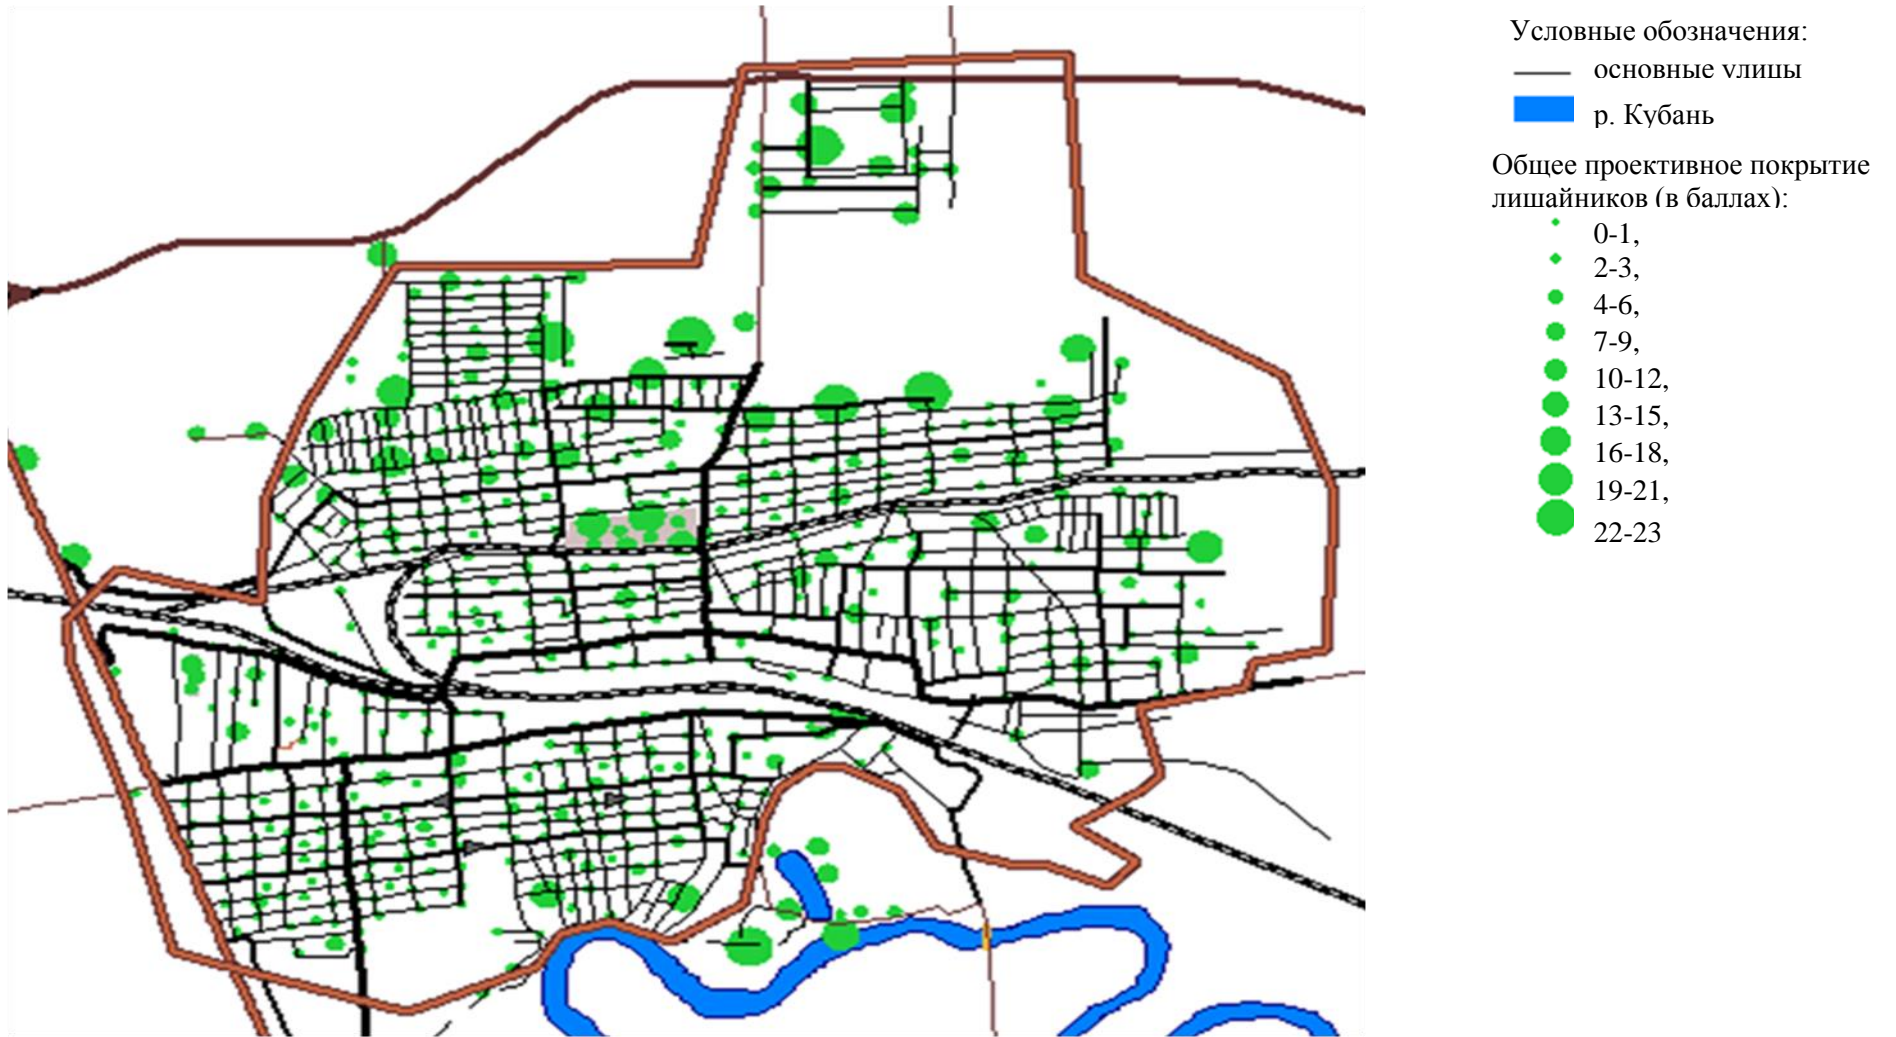 Условные обозначения:
основные улицы
р. Кубань
Общее проективное покрытие
лишайников (в баллах):
0-1,
2-3,
4-6,
7-9,
10-12,
13-15,
16-18,
19-21,
22-23